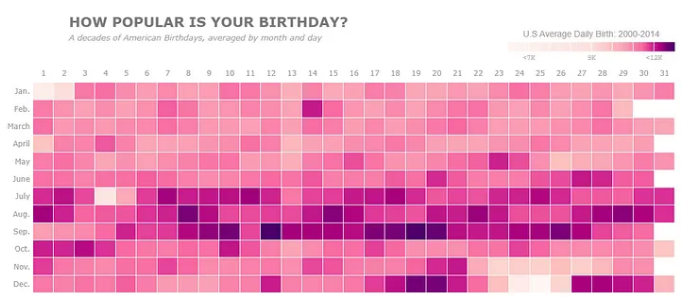 HOW POPULAR IS YOUR BIRTHDAY?
A decades of American Birthdays, averaged by month and day
U.S Average Daily Birth: 2000-2014
<7K 9K <12K
1 2 3 4 5 6 7 8 9 10 11 12 13 14 15 16 17 18 19 20 21 22 23 24 25 26 27 28 29 30 31
Jan.
Feb.
March
April
May
June
July
Aug.
Sep.
Oct.
Nov.
Dec.